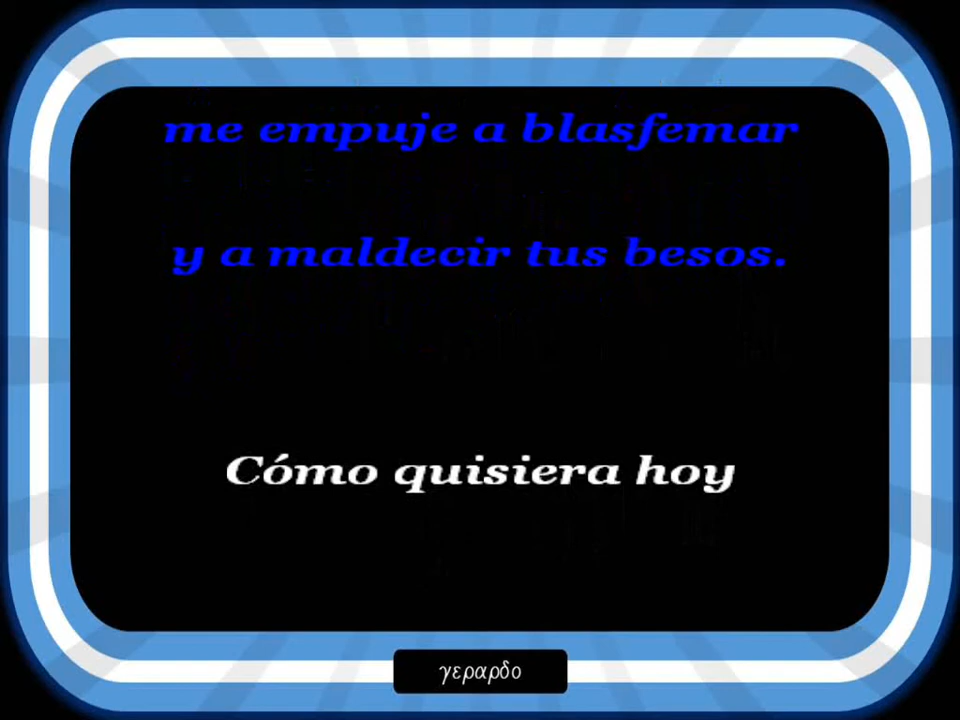 me empuje a blasfemar
y a maldecir tus besos.
Cómo quisiera hoy
γεραρδο